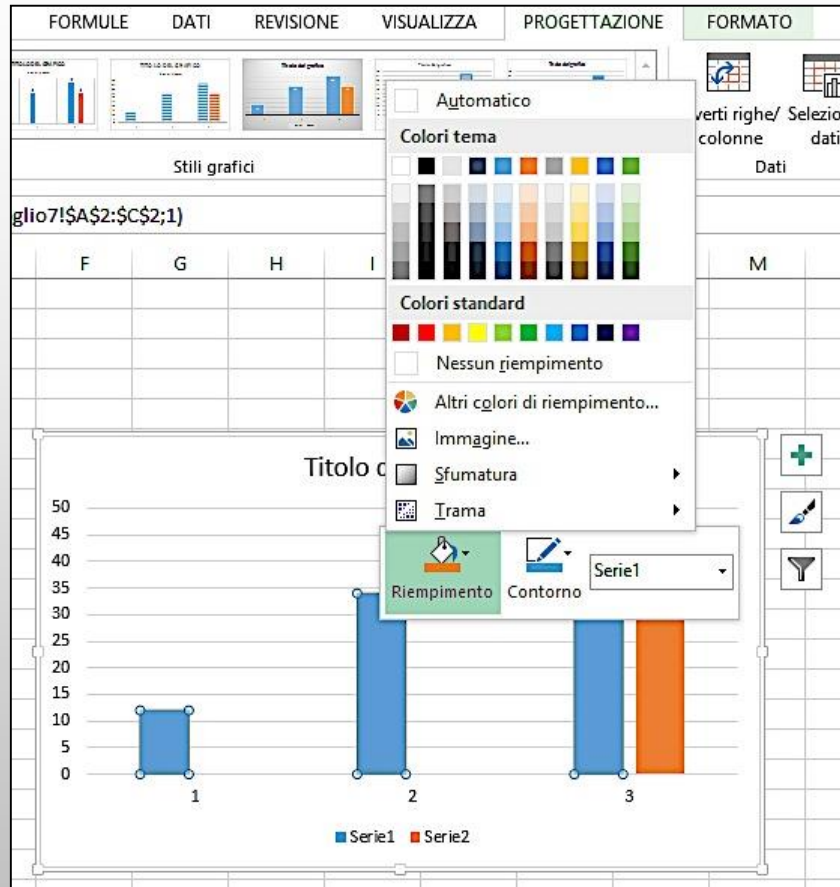 FORMULE DATI REVISIONE VISUALIZZA PROGETTAZIONE FORMATO
verti righe/ Selezio
colonne dati
Stili grafici Dati
glio7!$A$2:$C$2;1)
F G H I M
Automatico
Colori tema
Colori standard
Nessun riempimento
Altri colori di riempimento...
Immagine...
Sfumatura
Trama
Riempimento Contorno Serie1
Titolo d
50
45
40
35
30
25
20
15
10
5
0
1 2 3
Serie1 Serie2